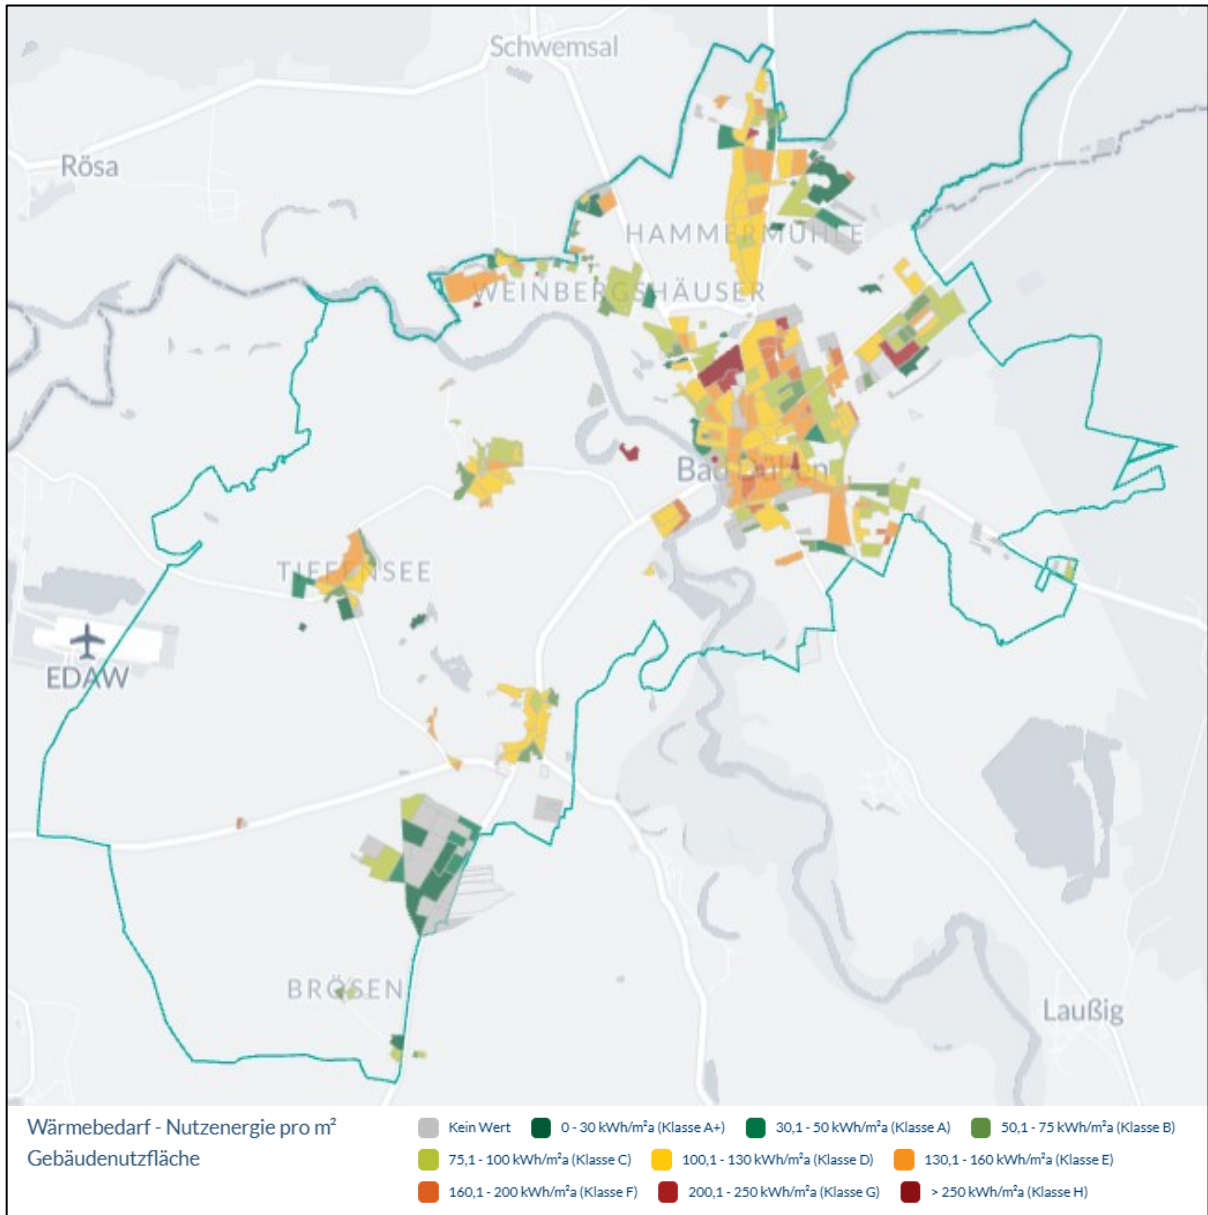 Schwemsal
Rösa
HAMMERMÜHLE
WEINBERGSHÄUSER
Bad Düben
TIEFENSEE
EDAW
BRÖSEN
Laußig
Wärmebedarf - Nutzenergie pro m²
Gebäudenutzfläche
Kein Wert
0 - 30 kWh/m²a (Klasse A+)
30,1 - 50 kWh/m²a (Klasse A)
50,1 - 75 kWh/m²a (Klasse B)
75,1 - 100 kWh/m²a (Klasse C)
100,1 - 130 kWh/m²a (Klasse D)
130,1 - 160 kWh/m²a (Klasse E)
160,1 - 200 kWh/m²a (Klasse F)
200,1 - 250 kWh/m²a (Klasse G)
> 250 kWh/m²a (Klasse H)